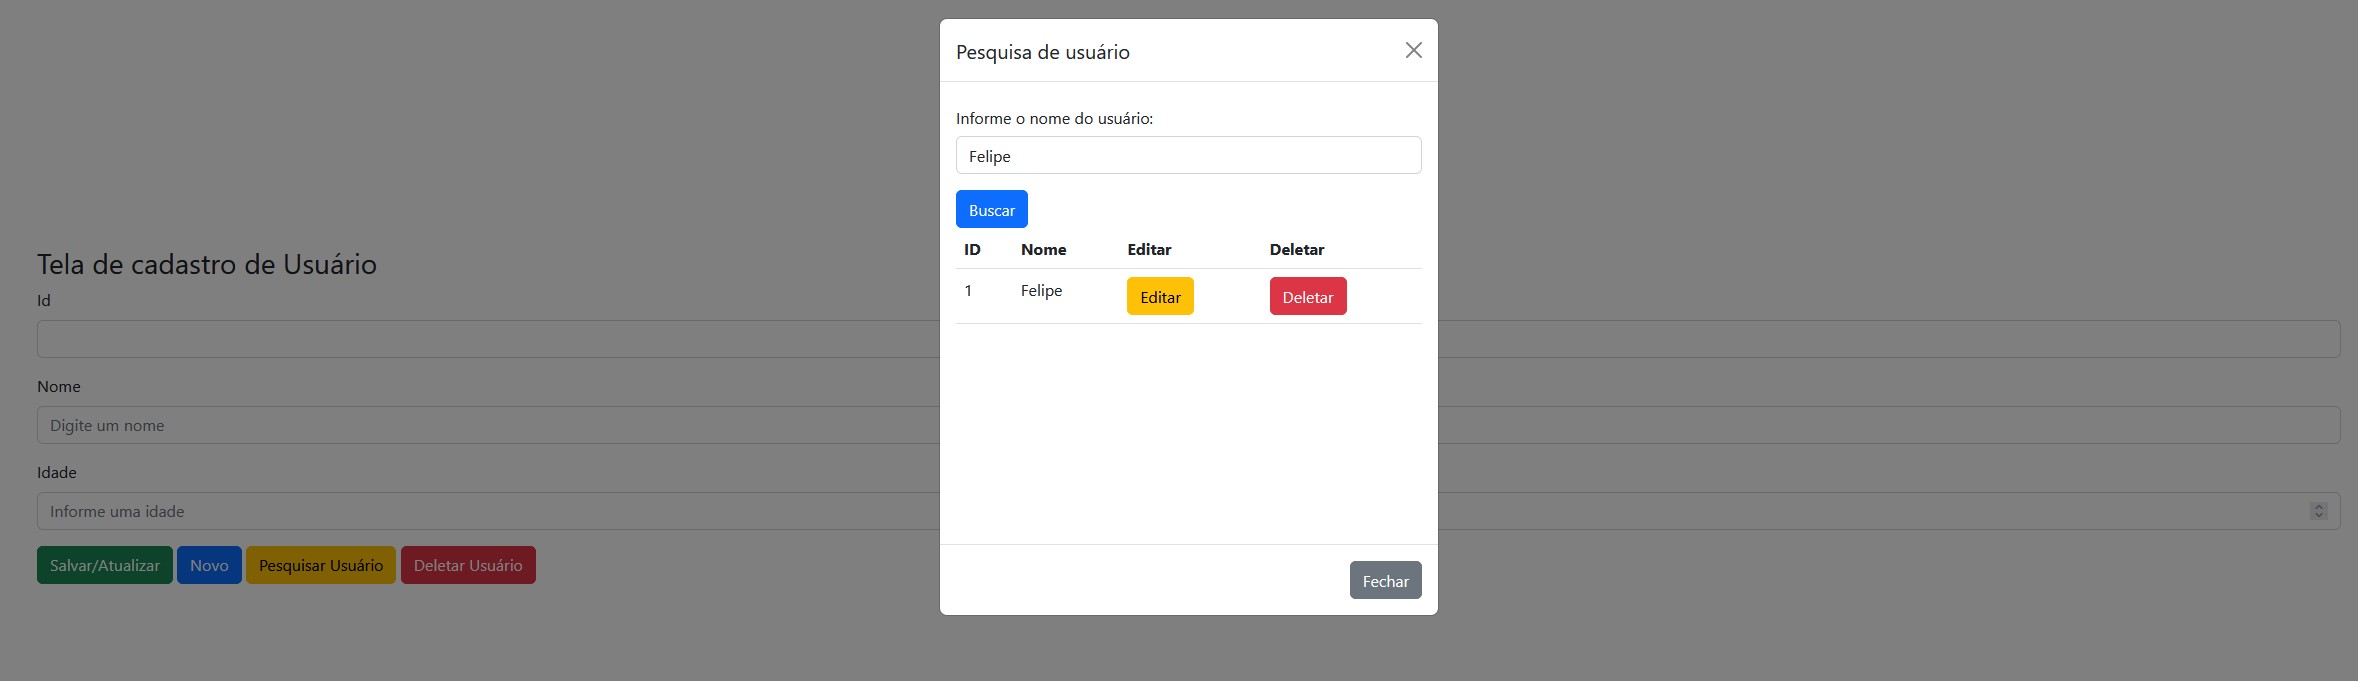 Pesquisa de usuário
Informe o nome do usuário:
Felipe
Buscar
ID Nome Editar Deletar
1 Felipe Editar Deletar
Fechar
Tela de cadastro de Usuário
Id
Nome
Digite um nome
Idade
Informe uma idade
Salvar/Atualizar Novo Pesquisar Usuário Deletar Usuário